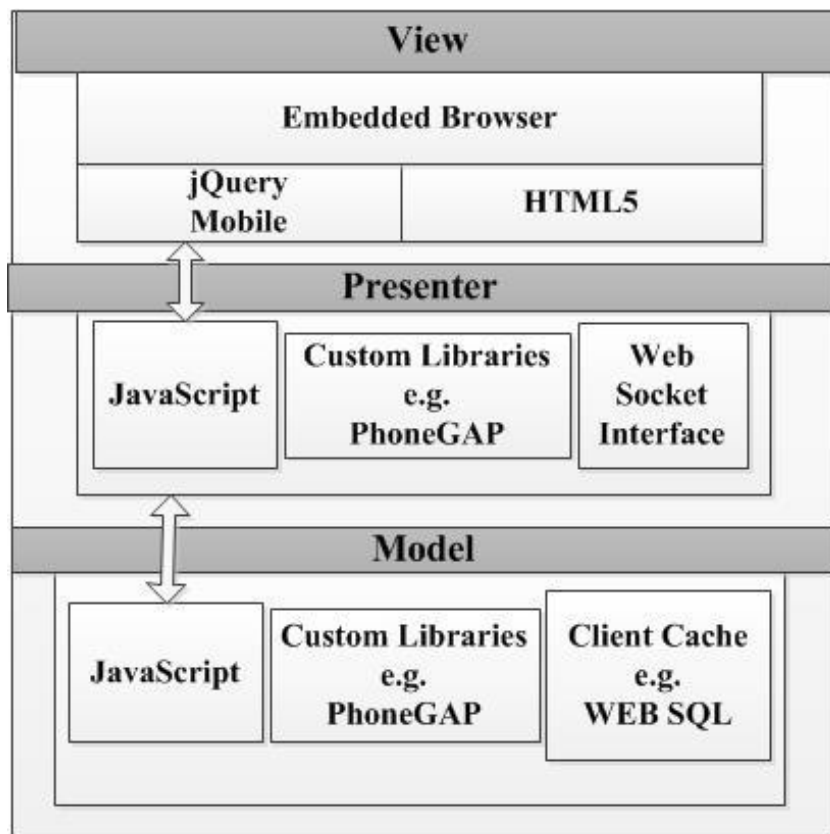 View
Embedded Browser
jQuery
Mobile
HTML5
Presenter
JavaScript
Custom Libraries
e.g.
PhoneGAP
Web
Socket
Interface
Model
JavaScript
Custom Libraries
e.g.
PhoneGAP
Client Cache
e.g.
WEB SQL